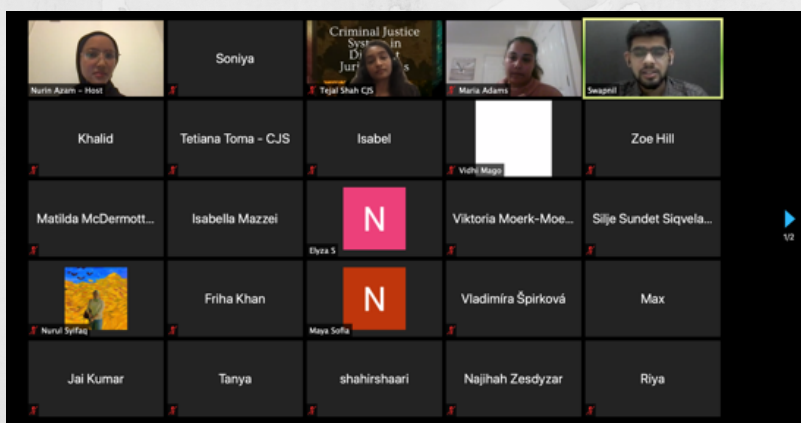 Nurin Azam - Host
Soniya
Criminal Justice
System in
Tejal Shah CJS
Maria Adams
Swapnil
Khalid
Tetiana Toma - CJS
Isabel
Vidhi Mago
Zoe Hill
Matilda McDermott...
Isabella Mazzei
N
Elyza S
Viktoria Moerk-Moe...
Silje Sundet Siqvela...
1/2
Nurul Syifaq
Friha Khan
N
Maya Sofia
Vladimíra Špirková
Max
Jai Kumar
Tanya
shahirshaari
Najihah Zesdyzar
Riya